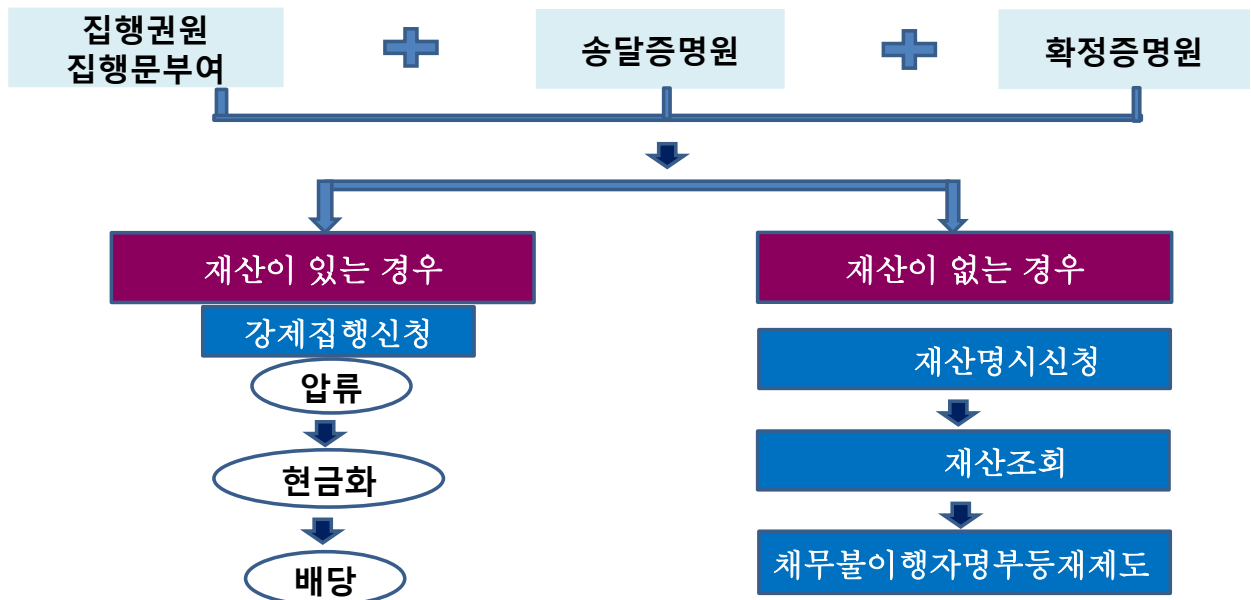 집행권원
집행문부여
송달증명원
확정증명원
재산이 있는 경우
강제집행신청
압류
현금화
배당
재산이 없는 경우
재산명시신청
재산조회
채무불이행자명부등재제도